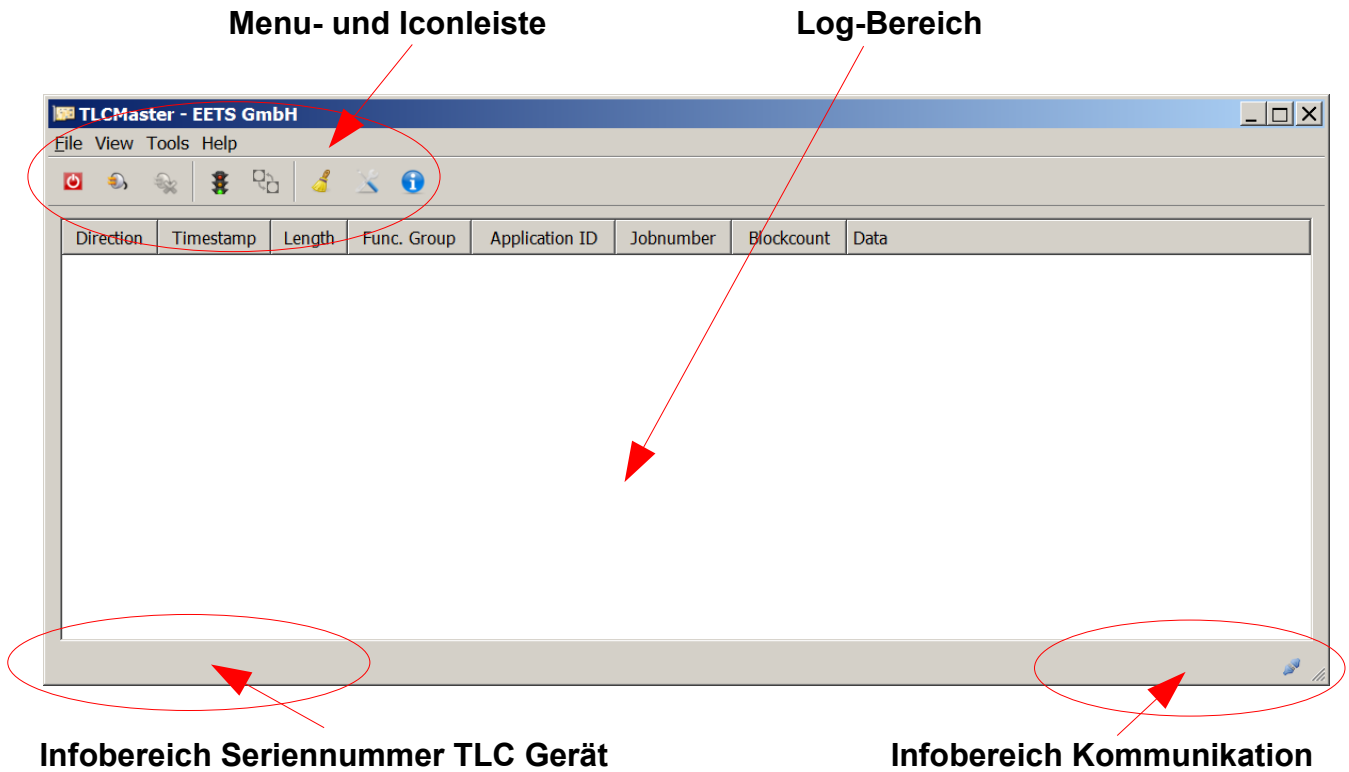 Menu- und Iconleiste Log-Bereich
TLCMaster - EETS GmbH
File View Tools Help
Direction Timestamp Length Func. Group Application ID Jobnumber Blockcount Data
Infobereich Seriennummer TLC Gerät Infobereich Kommunikation